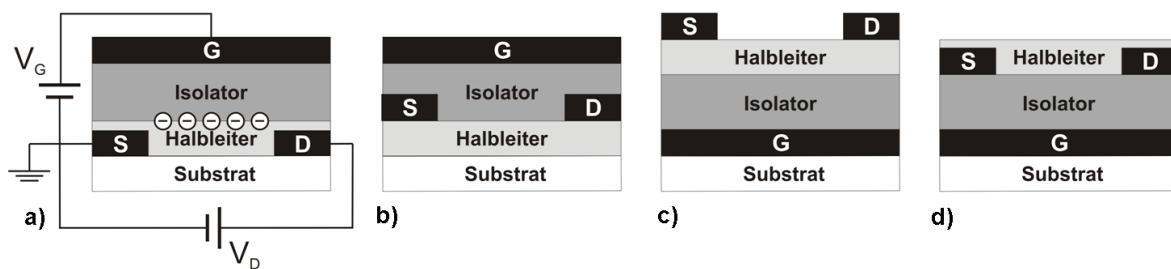 V_G
G
Isolator
Halbleiter
S
D
Substrat
V_D
a)
G
Isolator
S
D
Halbleiter
Substrat
b)
S
D
Halbleiter
Isolator
G
Substrat
c)
S
Halbleiter
D
Isolator
G
Substrat
d)